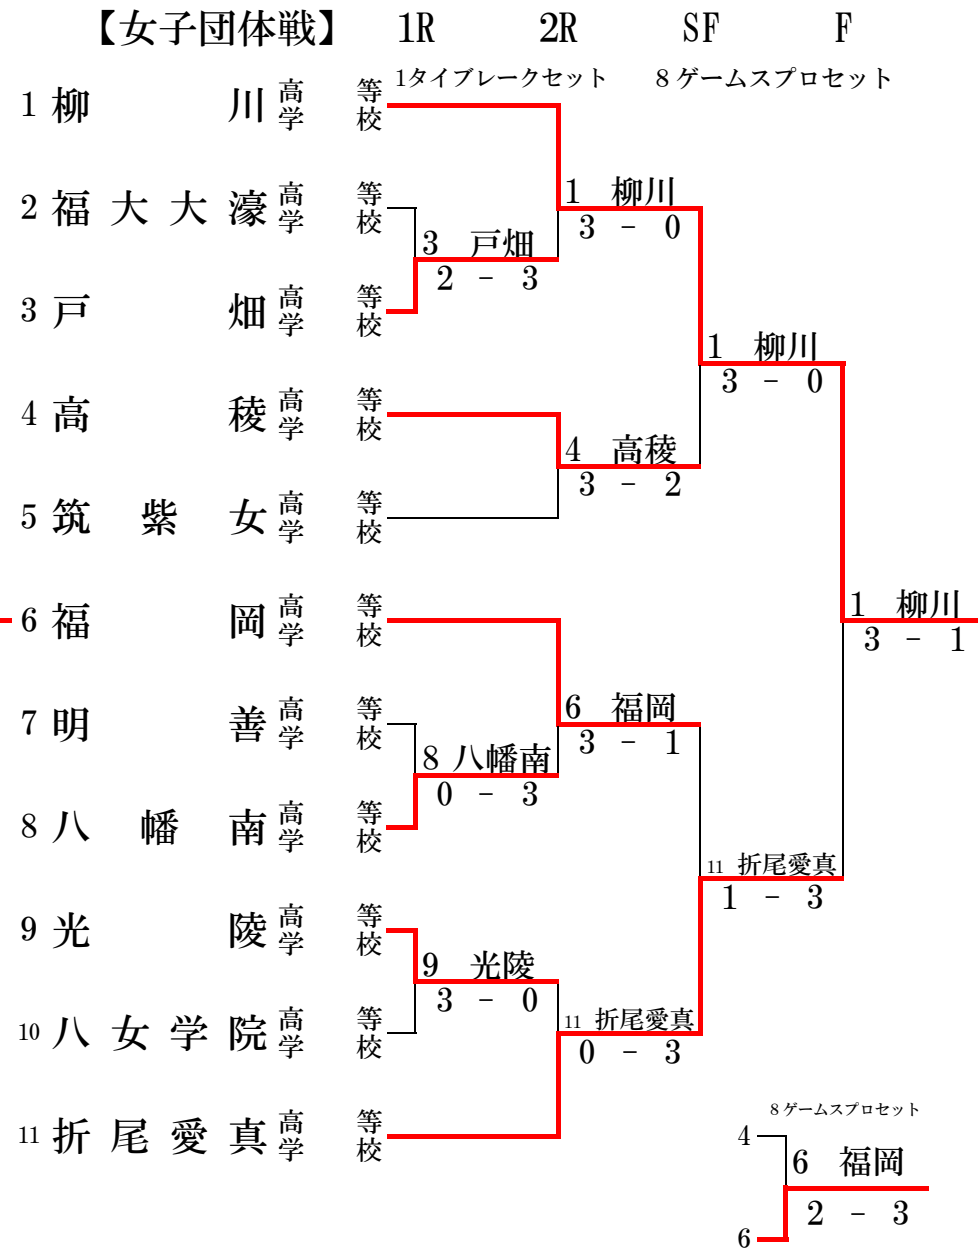 【女子団体戦】 1R 2R SF F
1タイブレークセット 8ゲームスプロセット
1 柳川 高等学校
1 柳川
3 － 0
2 福大大濠 高等学校
3 戸畑
2 － 3
3 戸畑 高等学校
1 柳川
3 － 0
4 高稜 高等学校
4 高稜
3 － 2
5 筑紫女 高等学校
1 柳川
3 － 1
6 福岡 高等学校
6 福岡
3 － 1
7 明善 高等学校
8 八幡南
0 － 3
8 八幡南 高等学校
11 折尾愛真
1 － 3
9 光陵 高等学校
9 光陵
3 － 0
10 八女学院 高等学校
11 折尾愛真
0 － 3
11 折尾愛真 高等学校
8ゲームスプロセット
4
6 福岡
2 － 3
6